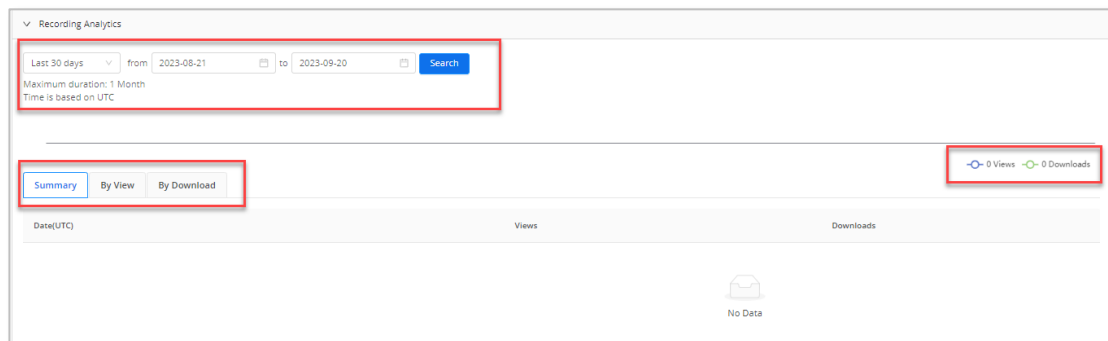 Recording Analytics
Last 30 days from 2023-08-21 to 2023-09-20 Search
Maximum duration: 1 Month
Time is based on UTC
0 Views 0 Downloads
Summary By View By Download
Date(UTC) Views Downloads
No Data